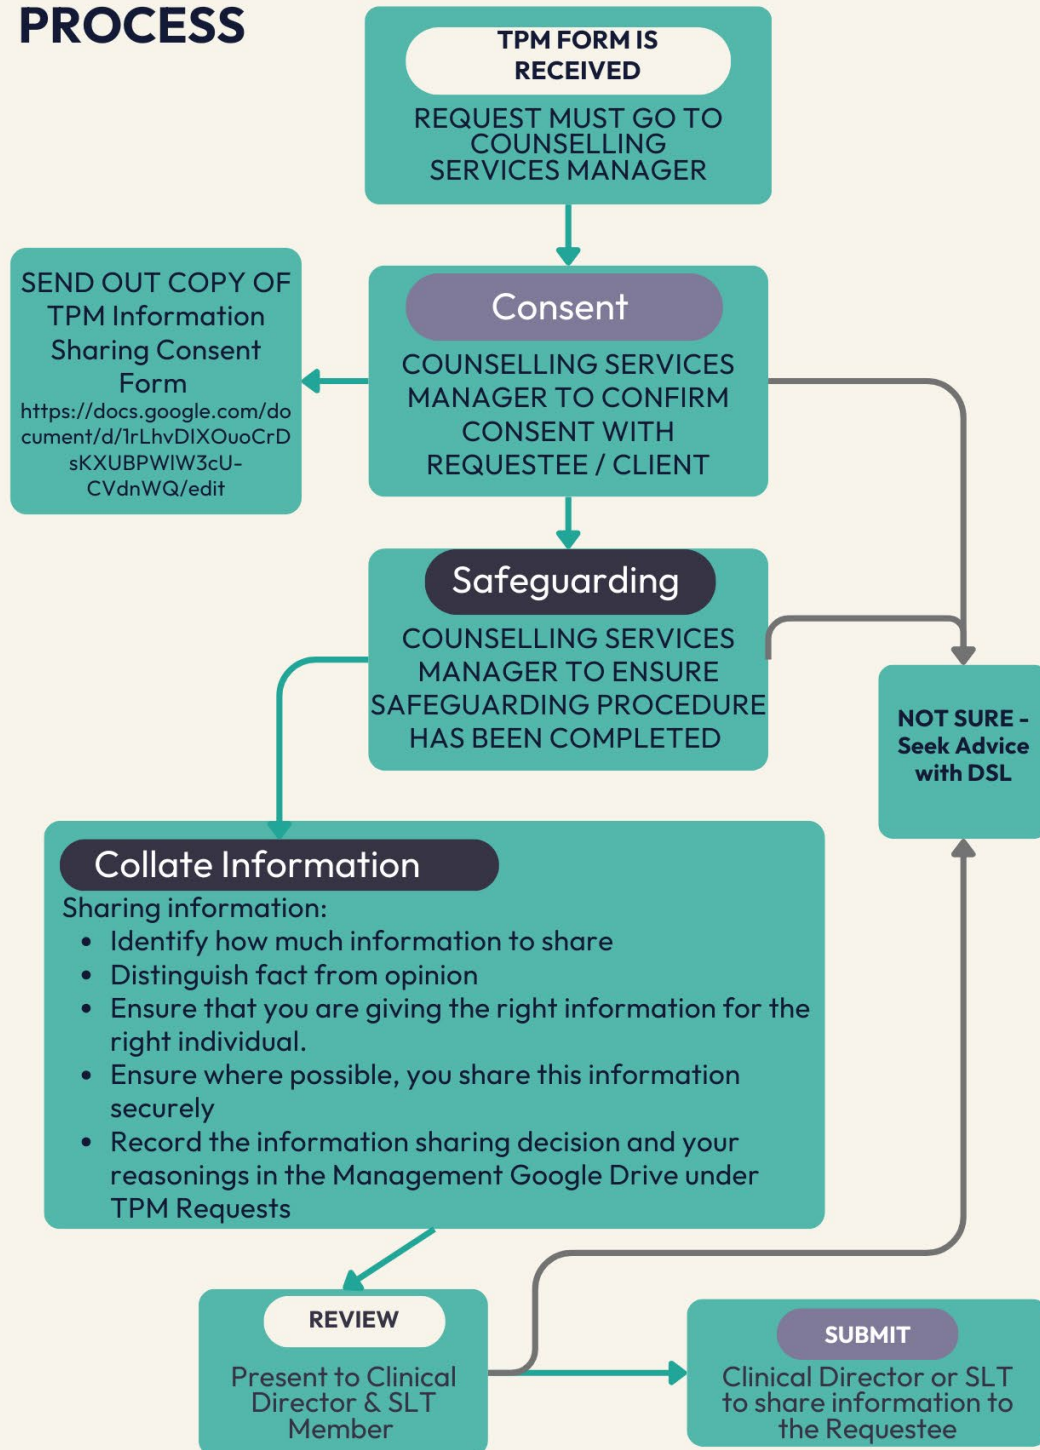 PROCESS
TPM FORM IS
RECEIVED
REQUEST MUST GO TO
COUNSELLING
SERVICES MANAGER
SEND OUT COPY OF
TPM Information
Sharing Consent
Form
https://docs.google.com/do
cument/d/1rLhvDIXOuoCrD
sKXUBPWlW3cU-
CVdnWQ/edit
Consent
COUNSELLING SERVICES
MANAGER TO CONFIRM
CONSENT WITH
REQUESTEE / CLIENT
Safeguarding
COUNSELLING SERVICES
MANAGER TO ENSURE
SAFEGUARDING PROCEDURE
HAS BEEN COMPLETED
NOT SURE -
Seek Advice
with DSL
Collate Information
Sharing information:
• Identify how much information to share
• Distinguish fact from opinion
• Ensure that you are giving the right information for the
right individual.
• Ensure where possible, you share this information
securely
• Record the information sharing decision and your
reasonings in the Management Google Drive under
TPM Requests
REVIEW
Present to Clinical
Director & SLT
Member
SUBMIT
Clinical Director or SLT
to share information to
the Requestee